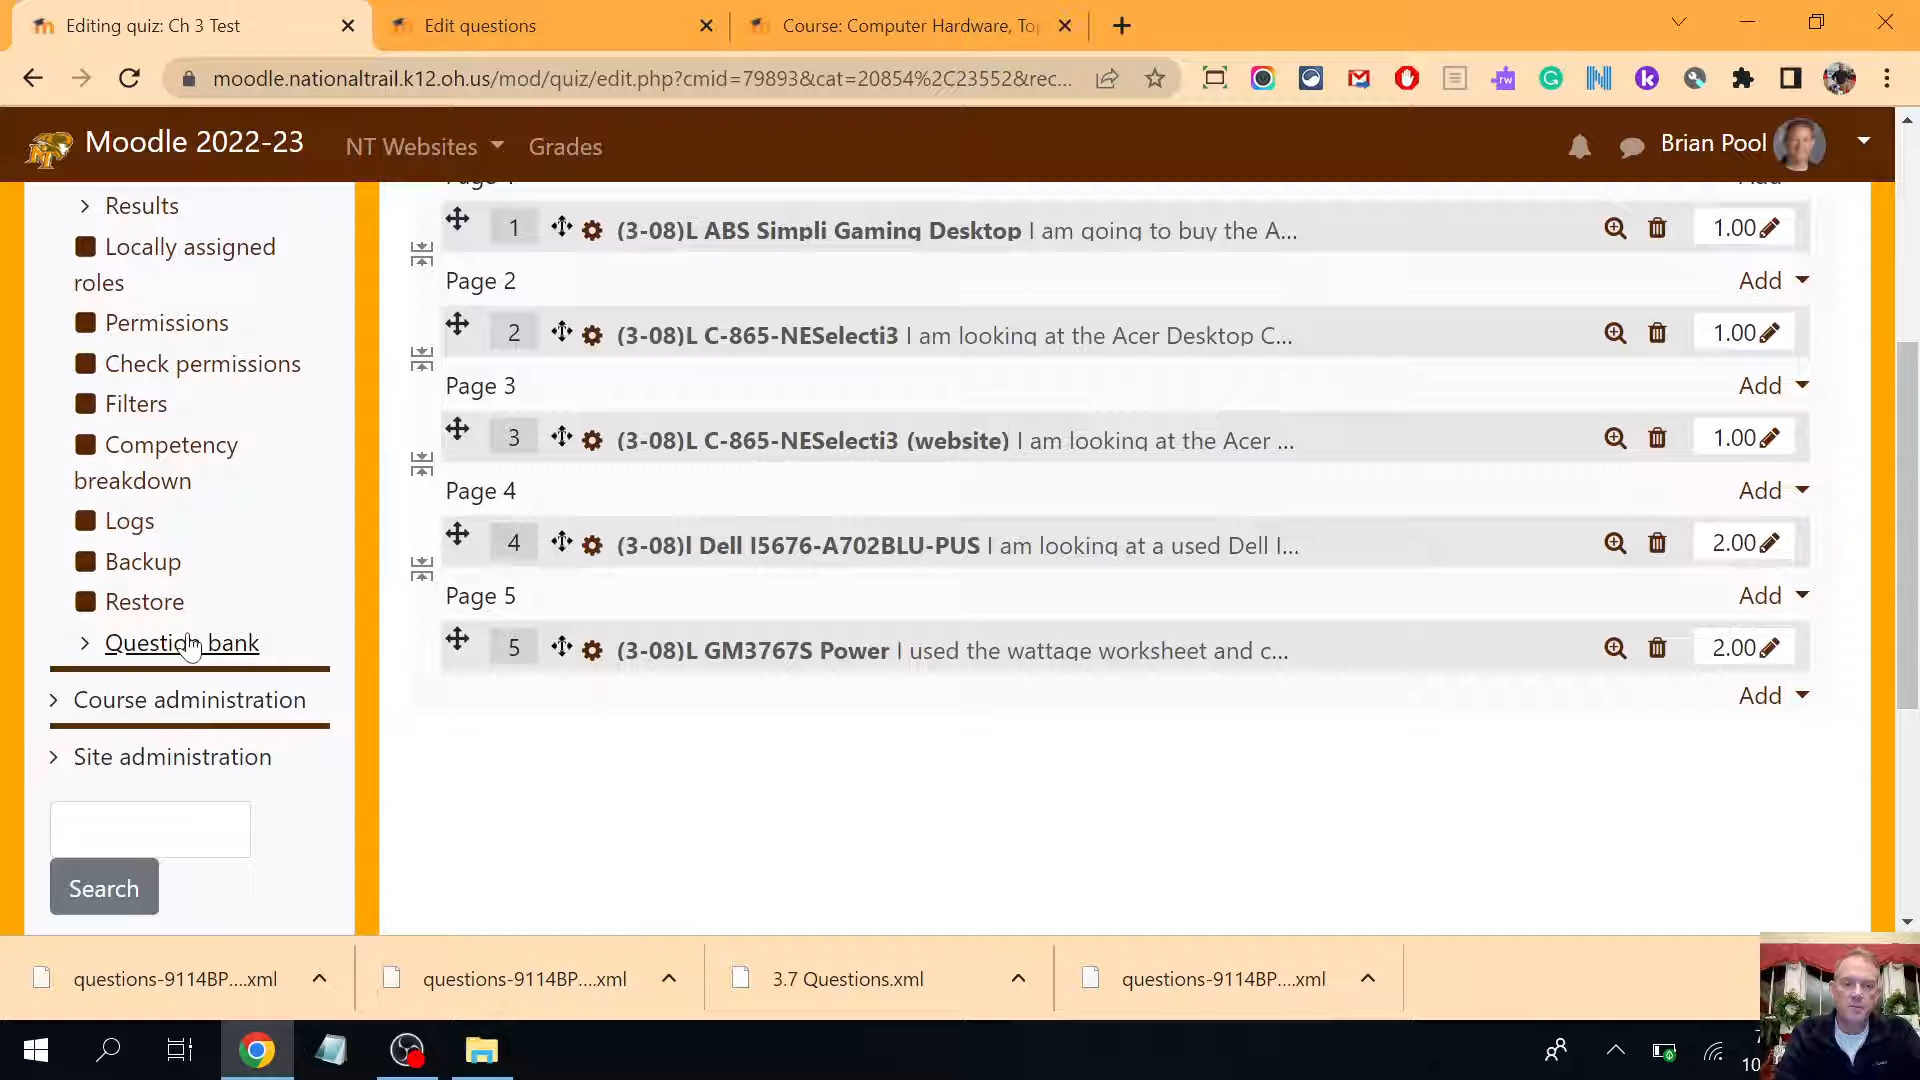 Editing quiz: Ch 3 Test
Edit questions
Course: Computer Hardware, To
moodle.nationaltrail.k12.oh.us/mod/quiz/edit.php?cmid=79893&cat=20854%2C23552&rec...
NT
Moodle 2022-23
NT Websites
Grades
Brian Pool
Results
Locally assigned
roles
Permissions
Check permissions
Filters
Competency
breakdown
Logs
Backup
Restore
Question bank
Course administration
Site administration
Search
1
(3-08)L ABS Simpli Gaming Desktop I am going to buy the A...
1.00
Page 2
Add
2
(3-08)L C-865-NESelecti3 I am looking at the Acer Desktop C...
1.00
Page 3
Add
3
(3-08)L C-865-NESelecti3 (website) I am looking at the Acer ...
1.00
Page 4
Add
4
(3-08)l Dell I5676-A702BLU-PUS I am looking at a used Dell I...
2.00
Page 5
Add
5
(3-08)L GM3767S Power I used the wattage worksheet and c...
2.00
Add
questions-9114BP....xml
questions-9114BP....xml
3.7 Questions.xml
questions-9114BP....xml